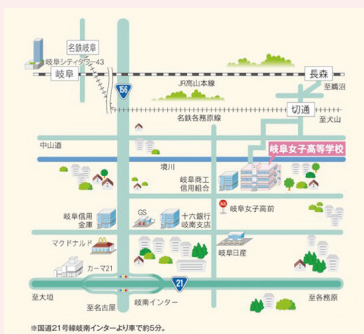 名鉄岐阜
岐阜シティタワー43
岐阜
JR高山本線
長森
至鵜沼
156
名鉄各務原線
切通
至犬山
中山道
岐阜女子高等学校
境川
岐阜商工
信用組合
岐阜女子高前
岐阜信用
金庫
GS
十六銀行
岐南支店
マクドナルド
岐阜日産
カーマ21
21
至大垣
至名古屋
岐南インター
至各務原
※国道21号線岐南インターより車で約5分。